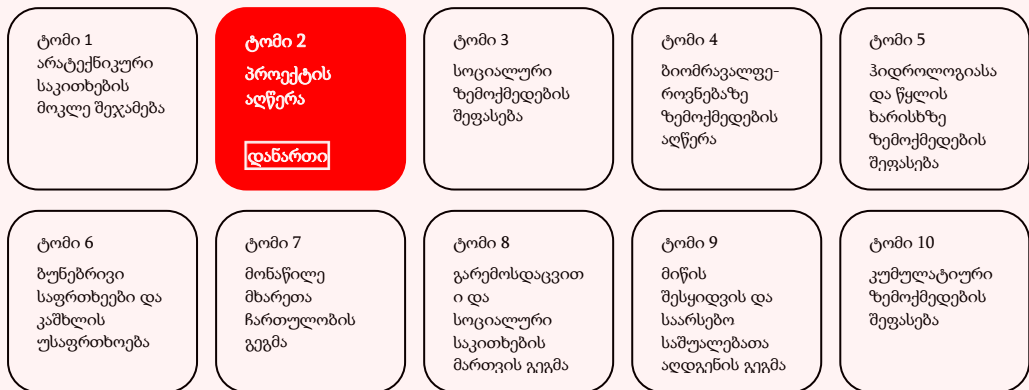 ტომი 1
არატექნიკური
საკითხების
მოკლე შეჯამება
ტომი 2
პროექტის
აღწერა
დანართი
ტომი 3
სოციალური
ზემოქმედების
შეფასება
ტომი 4
ბიომრავალფე-
როვნებაზე
ზემოქმედების
აღწერა
ტომი 5
ჰიდროლოგიასა
და წყლის
ხარისხზე
ზემოქმედების
შეფასება
ტომი 6
ბუნებრივი
საფრთხეები და
კაშხლის
უსაფრთხოება
ტომი 7
მონაწილე
მხარეთა
ჩართულობის
გეგმა
ტომი 8
გარემოსდაცვით
ი და
სოციალური
საკითხების
მართვის გეგმა
ტომი 9
მიწის
შესყიდვის და
საარსებო
საშუალებათა
აღდგენის გეგმა
ტომი 10
კუმულატიური
ზემოქმედების
შეფასება